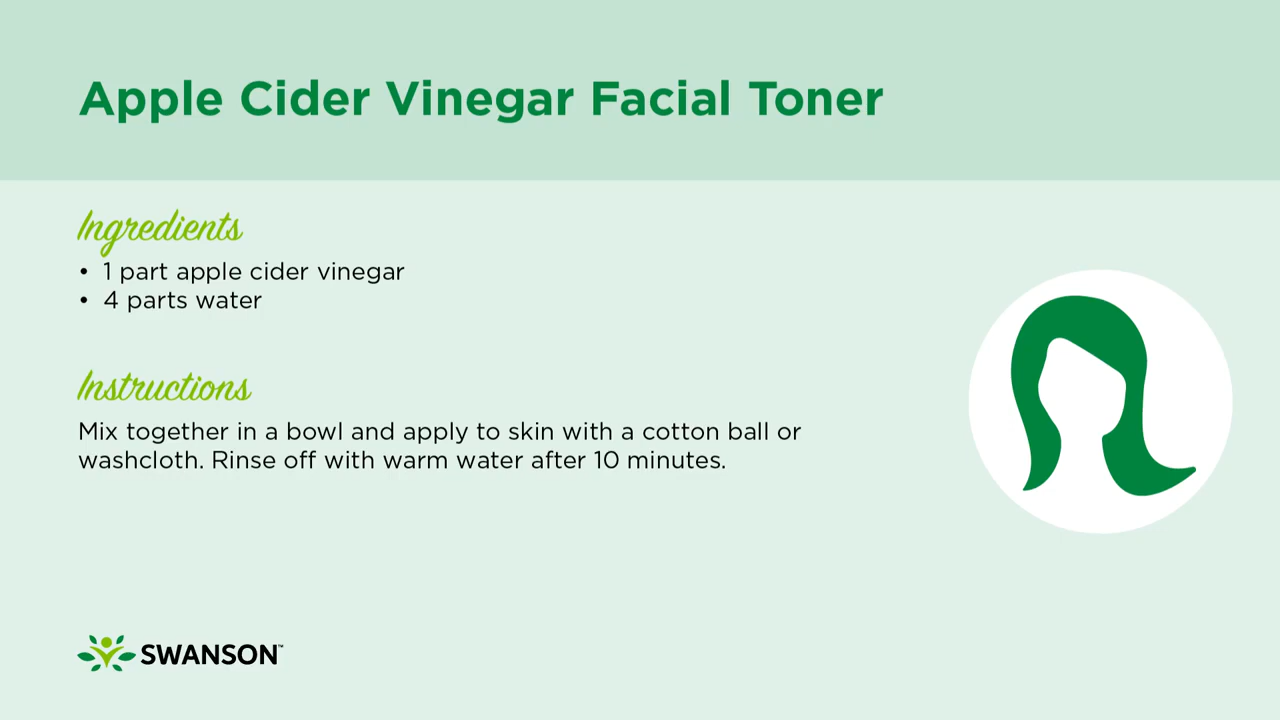 Apple Cider Vinegar Facial Toner
Ingredients
• 1 part apple cider vinegar
• 4 parts water
Instructions
Mix together in a bowl and apply to skin with a cotton ball or
washcloth. Rinse off with warm water after 10 minutes.
SWANSON™